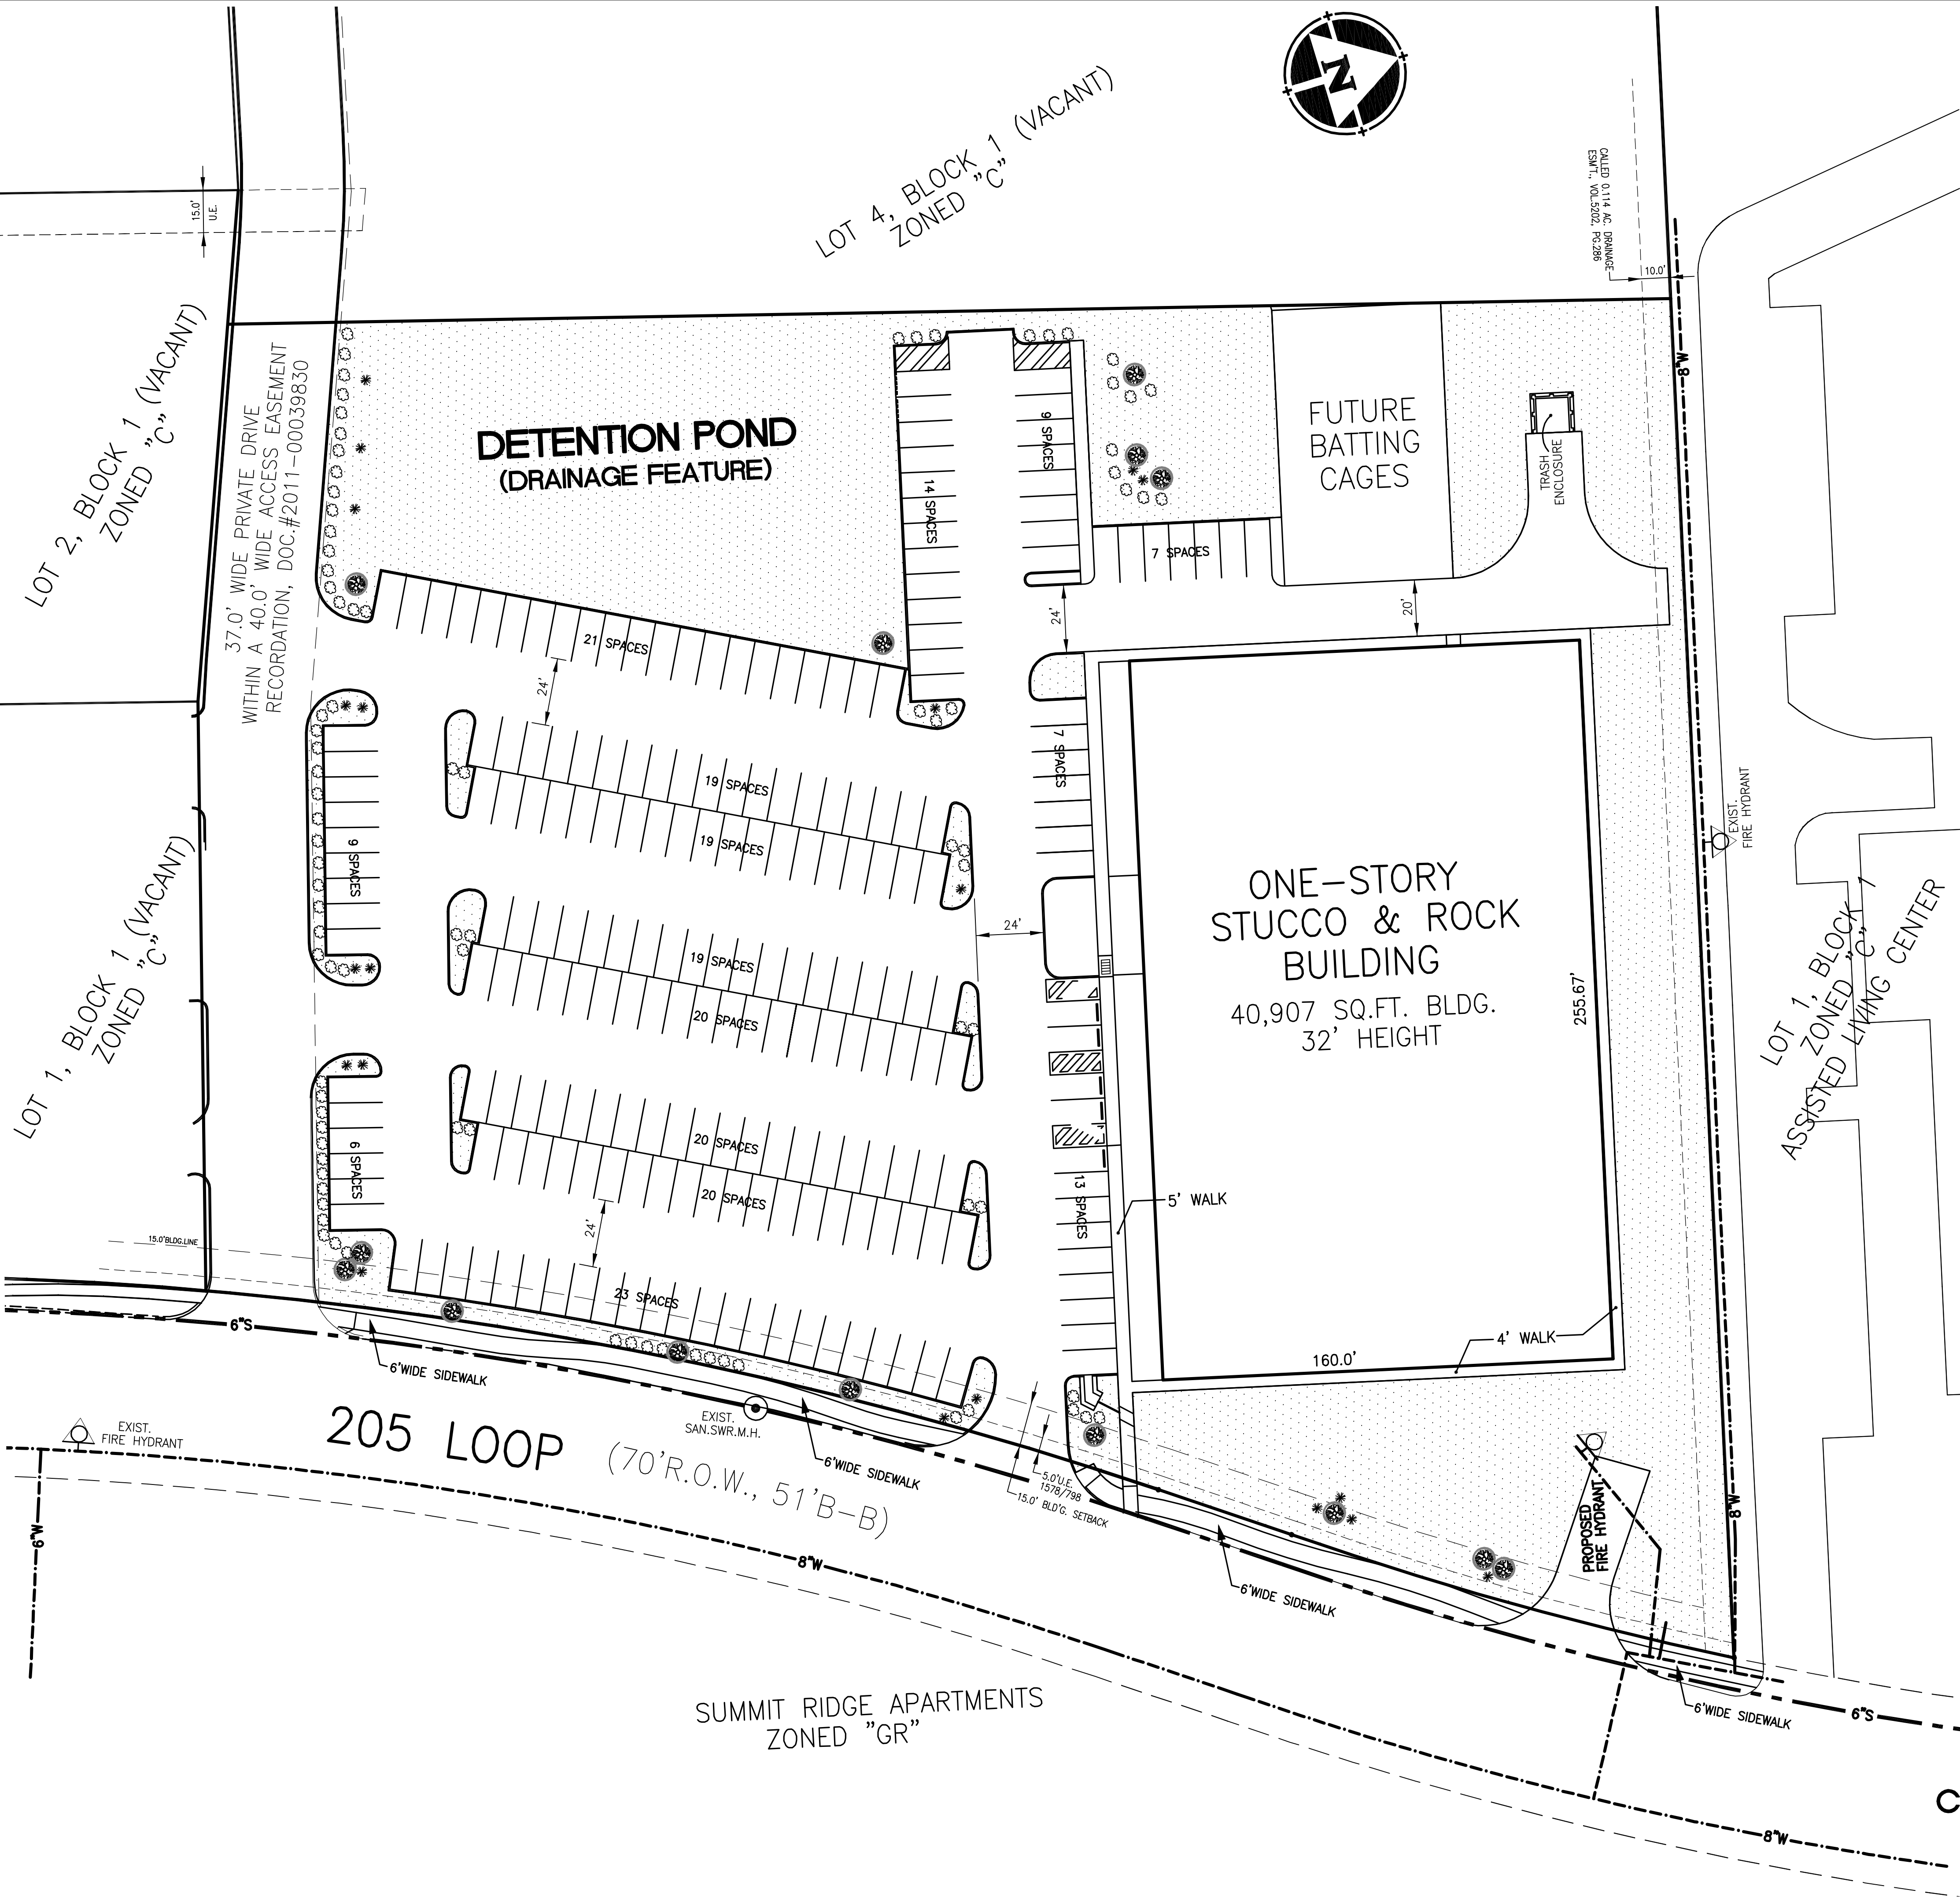 N
LOT 4, BLOCK 1 (VACANT)
ZONED "C"
CALLED 0.114 AC. DRAINAGE
ESM'T., VOL.5202, PG.286
10.0'
15.0'
U.E.
8"W
LOT 2, BLOCK 1 (VACANT)
ZONED "C"
37.0' WIDE PRIVATE DRIVE
WITHIN A 40.0' WIDE ACCESS EASEMENT
RECORDATION, DOC.#2011-00039830
DETENTION POND
(DRAINAGE FEATURE)
14 SPACES
9 SPACES
7 SPACES
FUTURE
BATTING
CAGES
TRASH
ENCLOSURE
24'
20'
21 SPACES
24'
19 SPACES
19 SPACES
7 SPACES
9 SPACES
19 SPACES
20 SPACES
24'
ONE-STORY
STUCCO & ROCK
BUILDING
40,907 SQ.FT. BLDG.
32' HEIGHT
255.67'
EXIST.
FIRE HYDRANT
LOT 1, BLOCK 1
ZONED "C"
ASSISTED LIVING CENTER
LOT 1, BLOCK 1 (VACANT)
ZONED "C"
6 SPACES
20 SPACES
20 SPACES
24'
13 SPACES
5' WALK
4' WALK
160.0'
15.0'BLDG.LINE
23 SPACES
6"S
6'WIDE SIDEWALK
EXIST.
FIRE HYDRANT
205 LOOP (70'R.O.W., 51'B-B)
EXIST.
SAN.SWR.M.H.
6'WIDE SIDEWALK
5.0'U.E.
1578/798
15.0' BLD'G. SETBACK
6'WIDE SIDEWALK
PROPOSED
FIRE HYDRANT
8"W
6"W
8"W
6'WIDE SIDEWALK
6"S
SUMMIT RIDGE APARTMENTS
ZONED "GR"
8"W
C